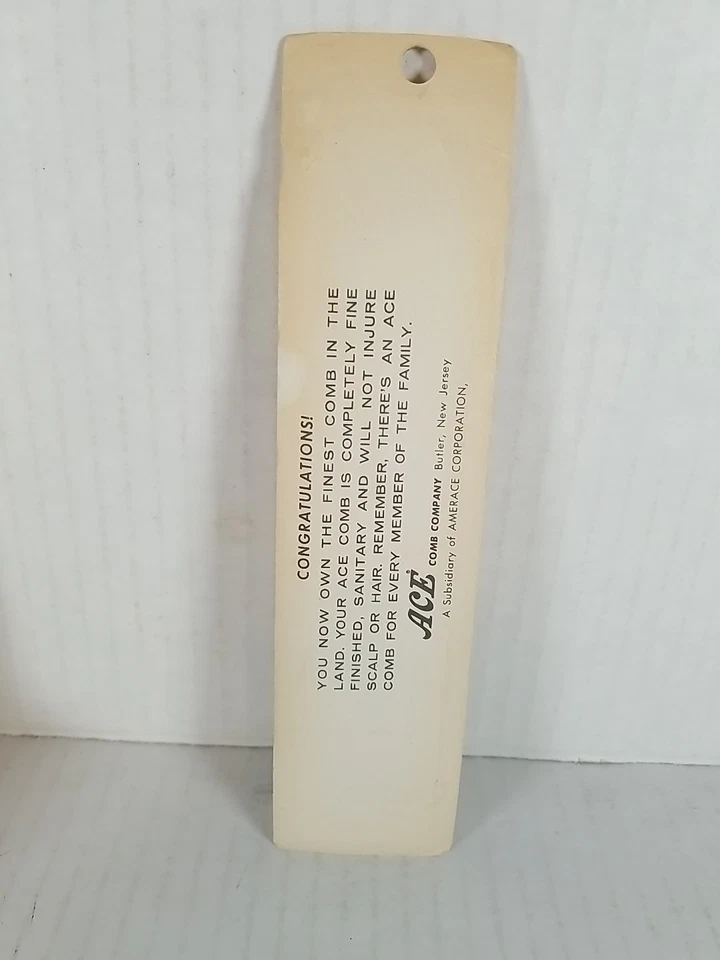 CONGRATULATIONS!
YOU NOW OWN THE FINEST COMB IN THE
LAND. YOUR ACE COMB IS COMPLETELY FINE
FINISHED, SANITARY AND WILL NOT INJURE
SCALP OR HAIR. REMEMBER, THERE'S AN ACE
COMB FOR EVERY MEMBER OF THE FAMILY.
ACE® COMB COMPANY Butler, New Jersey
A Subsidiary of AMERACE CORPORATION,